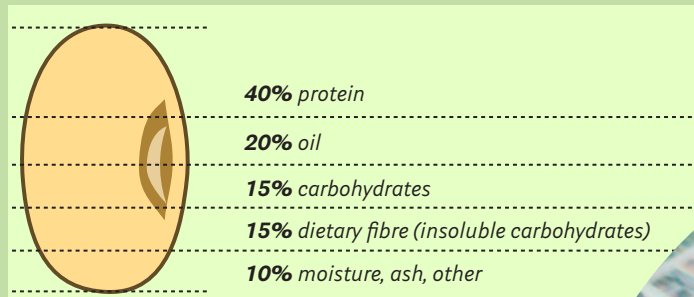 40% protein
20% oil
15% carbohydrates
15% dietary fibre (insoluble carbohydrates)
10% moisture, ash, other